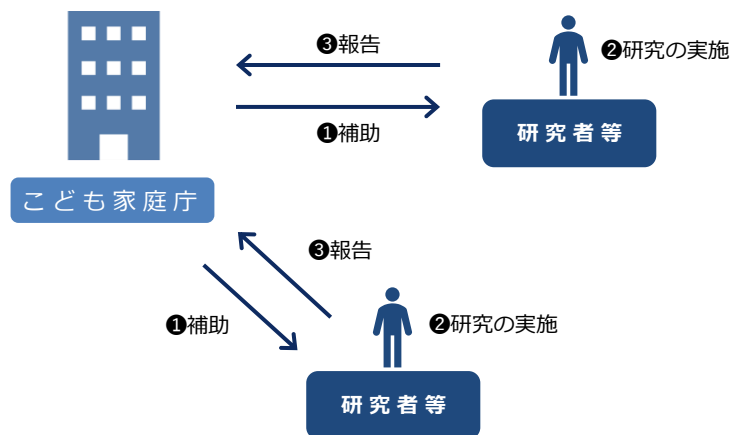 ❸報告
❷研究の実施
❶補助
研究者等
こども家庭庁
❸報告
❶補助
❷研究の実施
研究者等